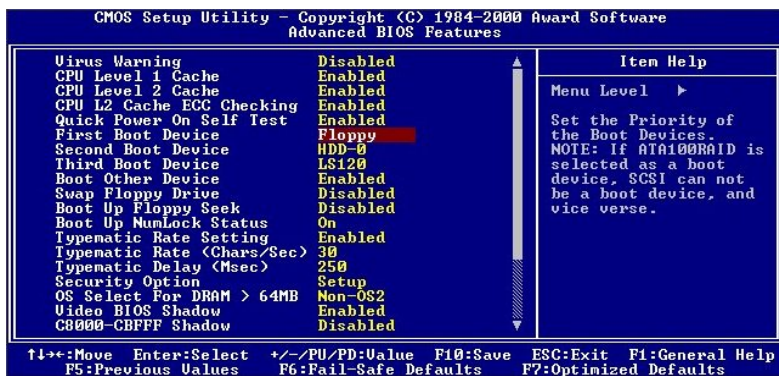 CMOS Setup Utility - Copyright (C) 1984-2000 Award Software
Advanced BIOS Features
Virus Warning Disabled
CPU Level 1 Cache Enabled
CPU Level 2 Cache Enabled
CPU L2 Cache ECC Checking Enabled
Quick Power On Self Test Enabled
First Boot Device Floppy
Second Boot Device HDD-0
Third Boot Device LS120
Boot Other Device Enabled
Swap Floppy Drive Disabled
Boot Up Floppy Seek Disabled
Boot Up NumLock Status On
Typematic Rate Setting Enabled
Typematic Rate (Chars/Sec) 30
Typematic Delay (Msec) 250
Security Option Setup
OS Select For DRAM > 64MB Non-OS2
Video BIOS Shadow Enabled
C8000-CBFFF Shadow Disabled
Item Help
Menu Level ▶
Set the Priority of
the Boot Devices.
NOTE: If ATA100RAID is
selected as a boot
device, SCSI can not
be a boot device, and
vice verse.
↑↓→←:Move Enter:Select +/-/PU/PD:Value F10:Save ESC:Exit F1:General Help
F5:Previous Values F6:Fail-Safe Defaults F7:Optimized Defaults